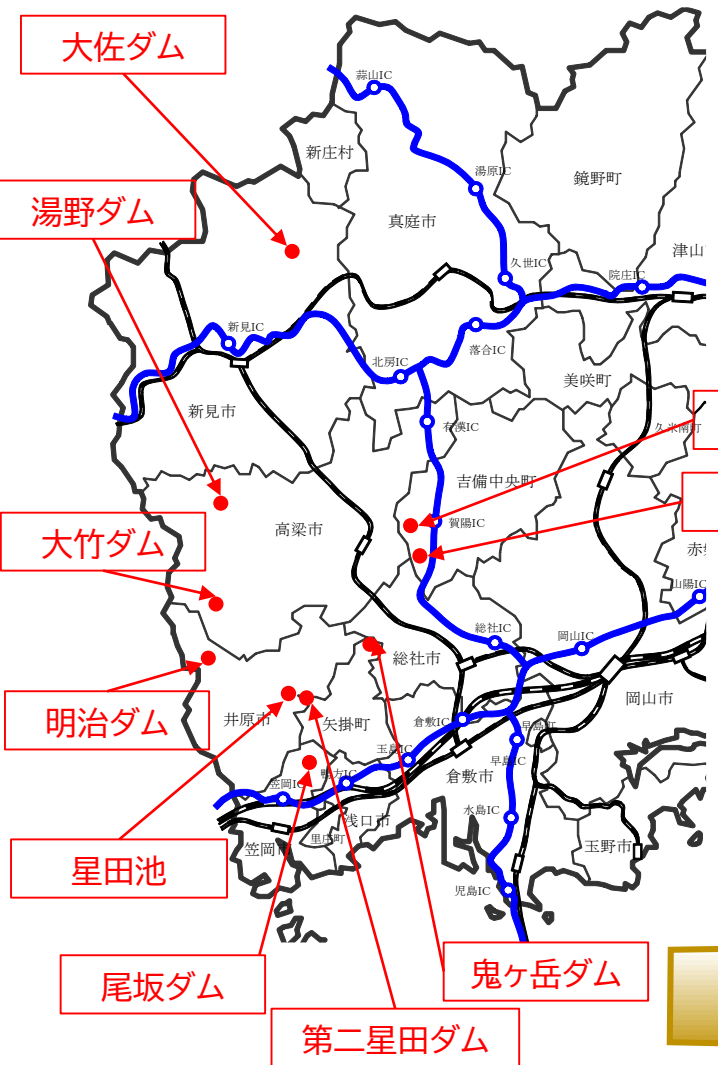 大佐ダム
蒜山IC
新庄村
湯原IC
鏡野町
湯野ダム
真庭市
津山
久世IC
院庄IC
新見IC
落合IC
北房IC
美咲町
新見市
有漢IC
久米南町
吉備中央町
賀陽IC
高梁市
大竹ダム
山陽IC
総社IC
岡山IC
総社市
岡山市
明治ダム
井原市
矢掛町
倉敷IC
早島町
玉島IC
早島IC
鴨方IC
倉敷市
笠岡IC
水島IC
浅口市
里庄町
玉野市
笠岡市
星田池
児島IC
尾坂ダム
鬼ヶ岳ダム
第二星田ダム